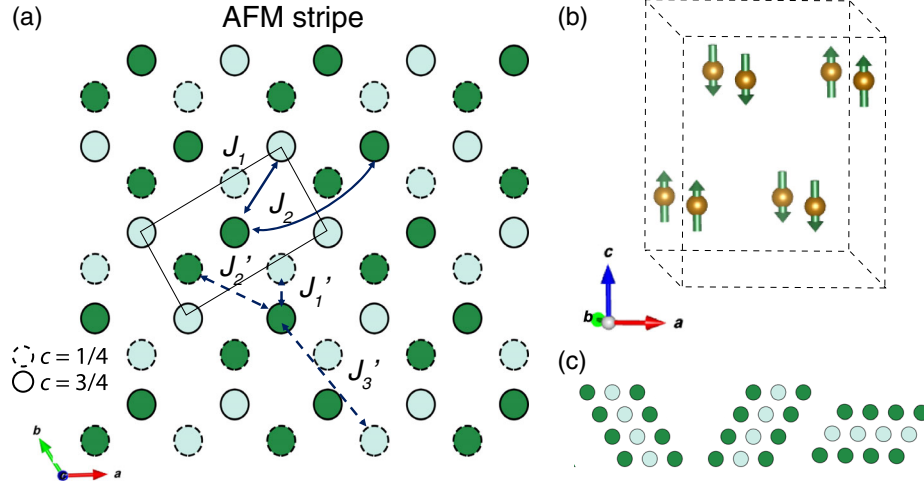 (a)
AFM stripe
J1
J2
J2'
J1'
J3'
c = 1/4
c = 3/4
b
c
a
(b)
c
b
a
(c)